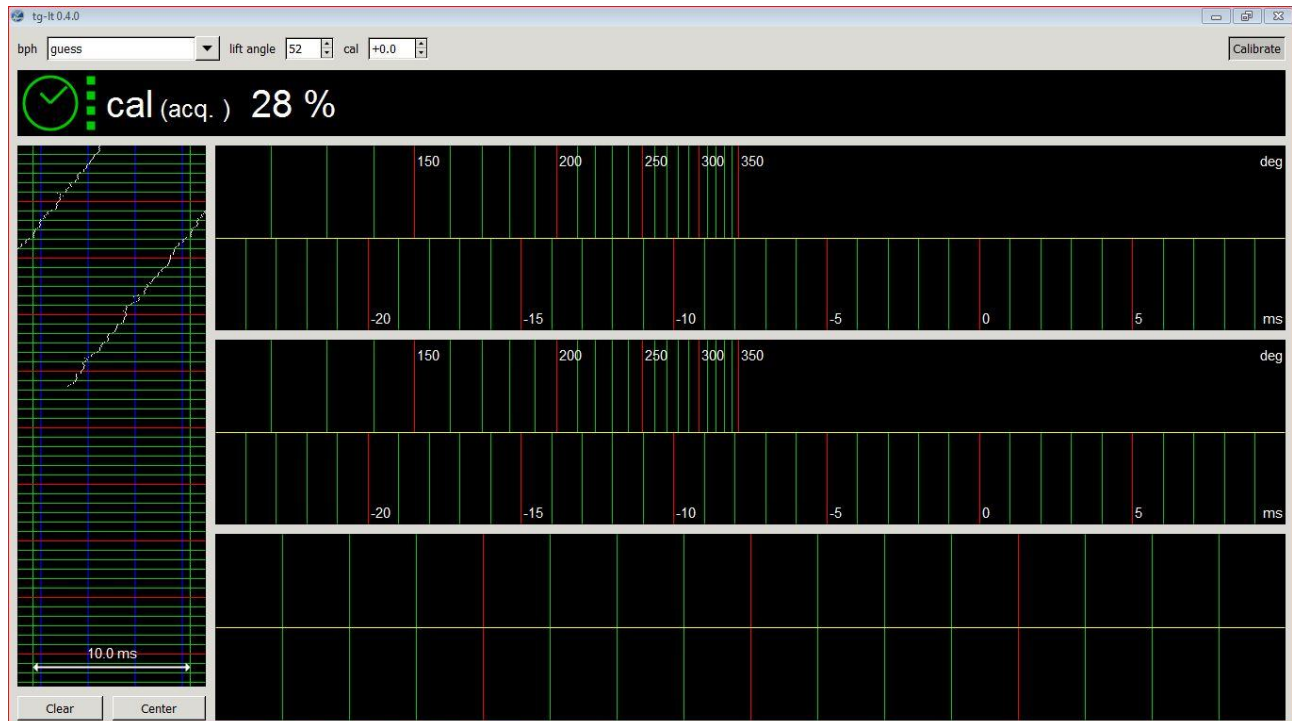 tg-lt 0.4.0
bph guess lift angle 52 cal +0.0 Calibrate
cal (acq. ) 28 %
150 200 250 300 350 deg
-20 -15 -10 -5 0 5 ms
150 200 250 300 350 deg
-20 -15 -10 -5 0 5 ms
10.0 ms
Clear Center